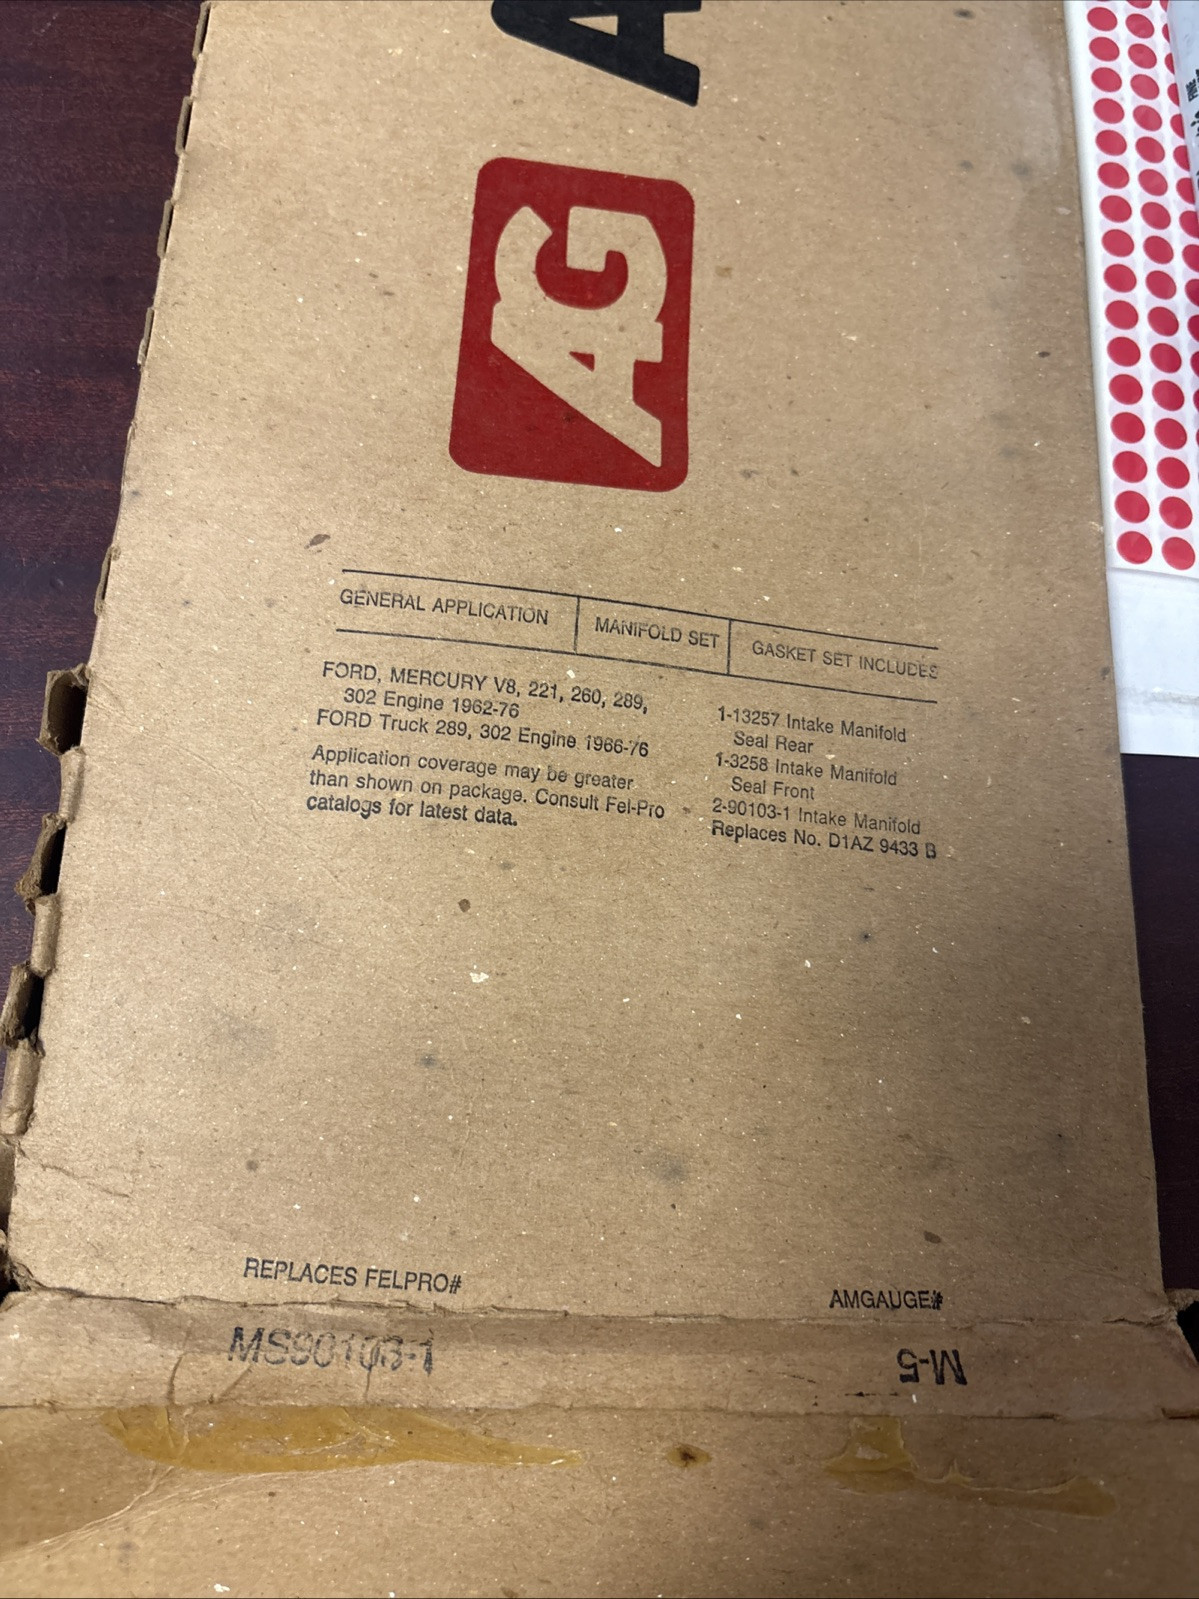 A
AG
GENERAL APPLICATION
MANIFOLD SET
GASKET SET INCLUDES
FORD, MERCURY V8, 221, 260, 289,
302 Engine 1962-76
FORD Truck 289, 302 Engine 1966-76
Application coverage may be greater
than shown on package. Consult Fel-Pro
catalogs for latest data.
1-13257 Intake Manifold
Seal Rear
1-3258 Intake Manifold
Seal Front
2-90103-1 Intake Manifold
Replaces No. D1AZ 9433 B
REPLACES FELPRO#
AMGAUGE#
MS90103-1
M-5